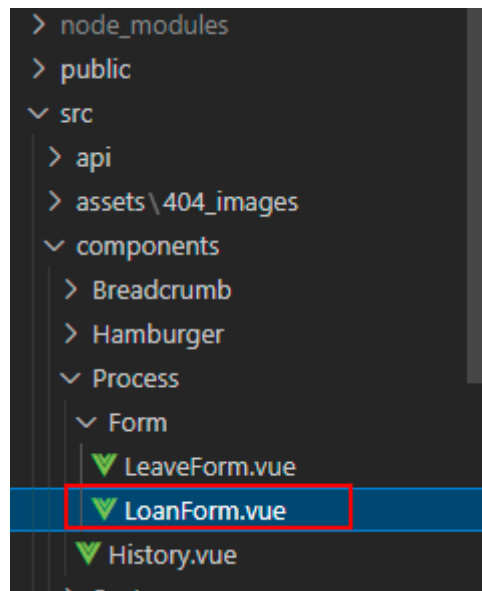 node_modules
public
src
api
assets\404_images
components
Breadcrumb
Hamburger
Process
Form
LeaveForm.vue
LoanForm.vue
History.vue